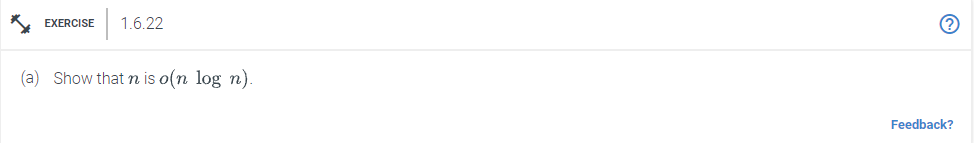 EXERCISE 1.6.22 ?
(a) Show that n is o(n log n).
Feedback?